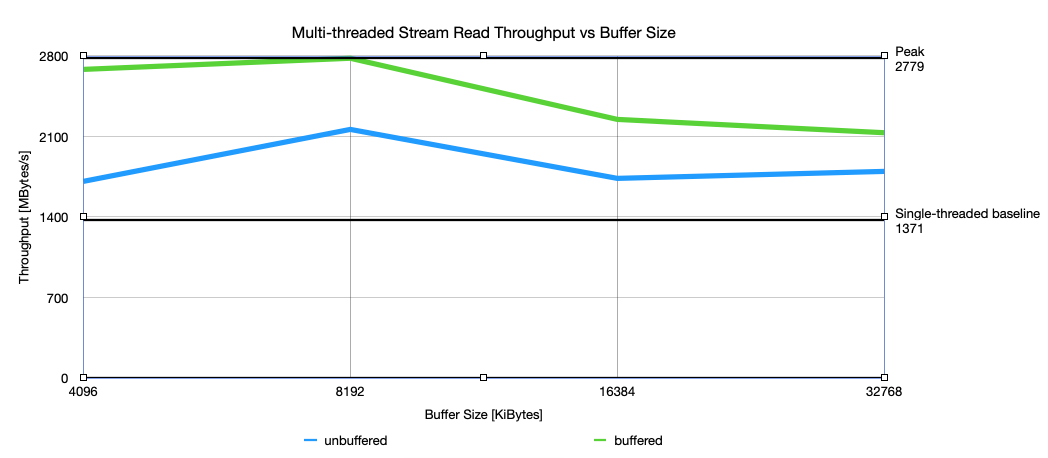 Multi-threaded Stream Read Throughput vs Buffer Size
Peak
2779
Single-threaded baseline
1371
Throughput [MBytes/s]
2800
2100
1400
700
0
4096
8192
16384
32768
Buffer Size [KiBytes]
unbuffered
buffered